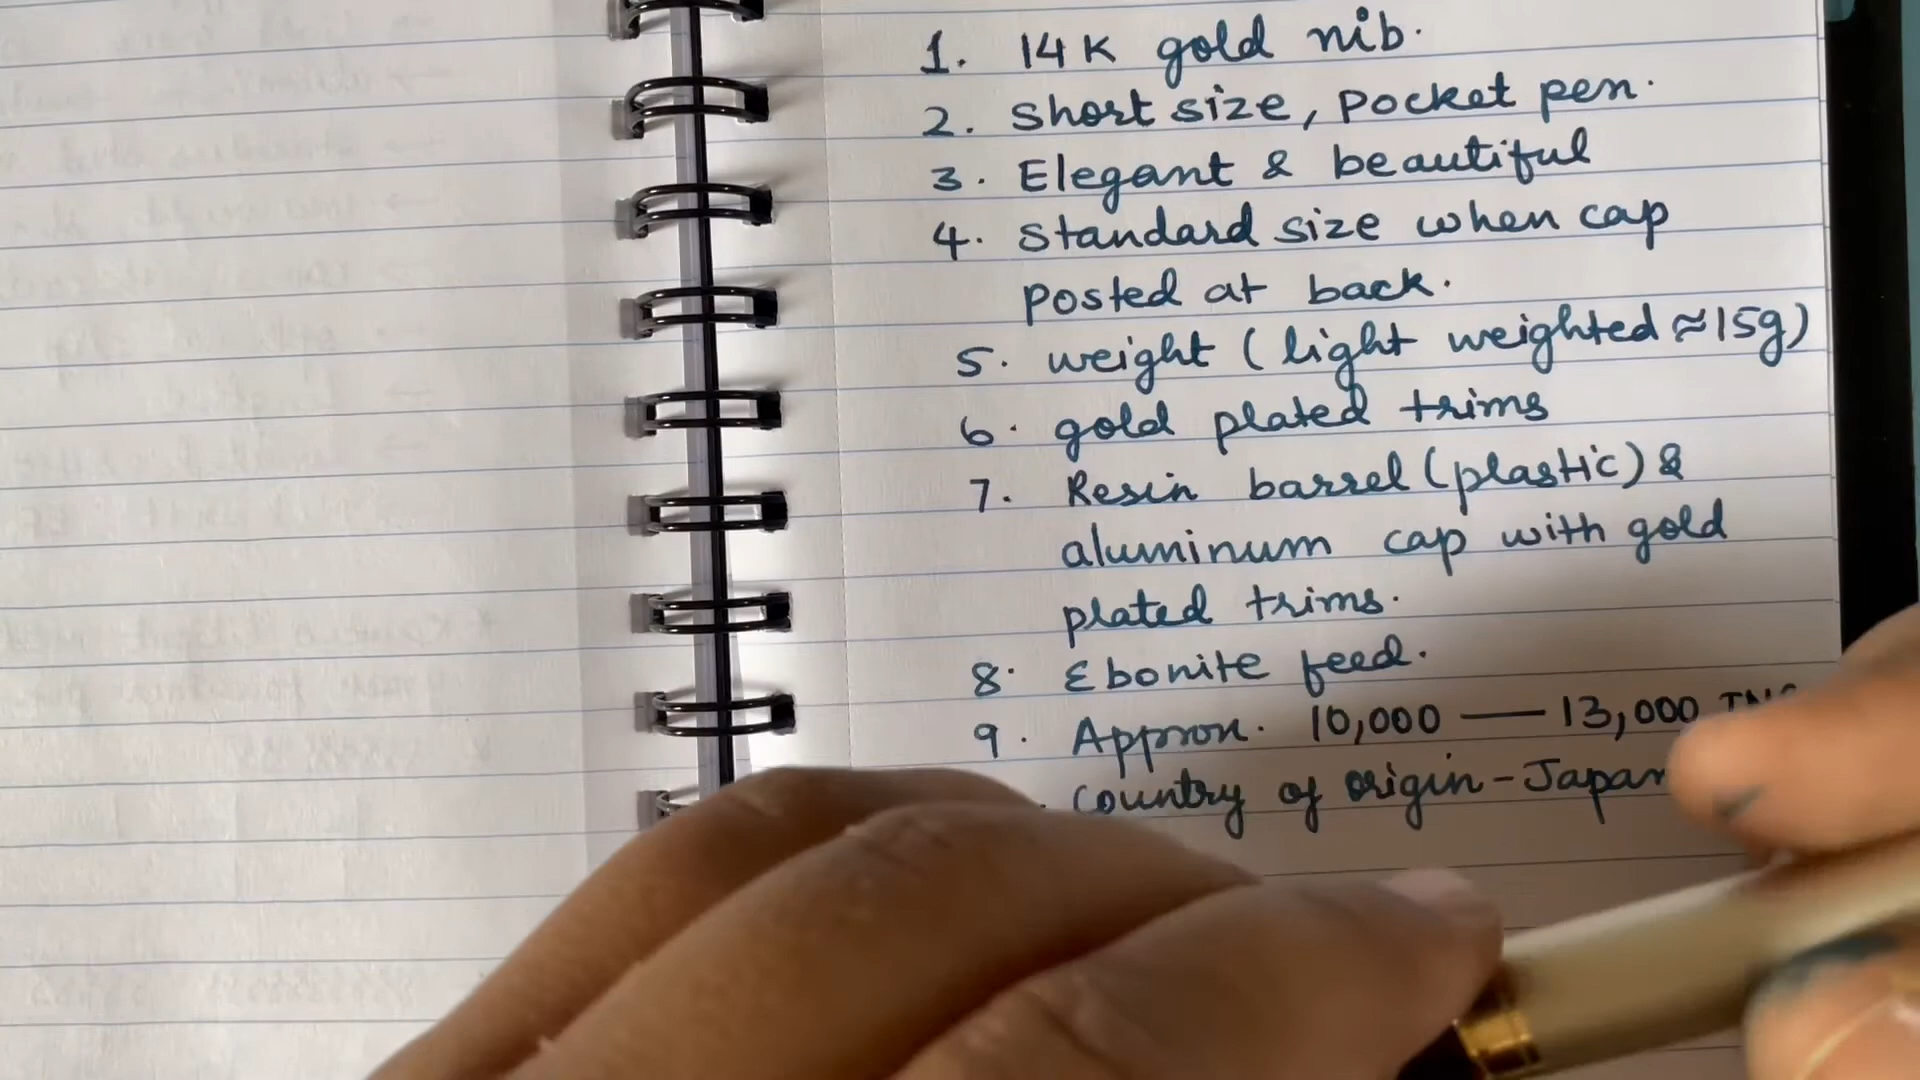 1. 14K gold nib.
2. Short size, Pocket pen.
3. Elegant & beautiful
4. Standard size when cap
posted at back.
5. weight (light weighted ≈15g)
6. gold plated trims
7. Resin barrel (plastic) &
aluminum cap with gold
plated trims.
8. Ebonite feed.
9. Approx. 10,000 — 13,000
Country of origin - Japan